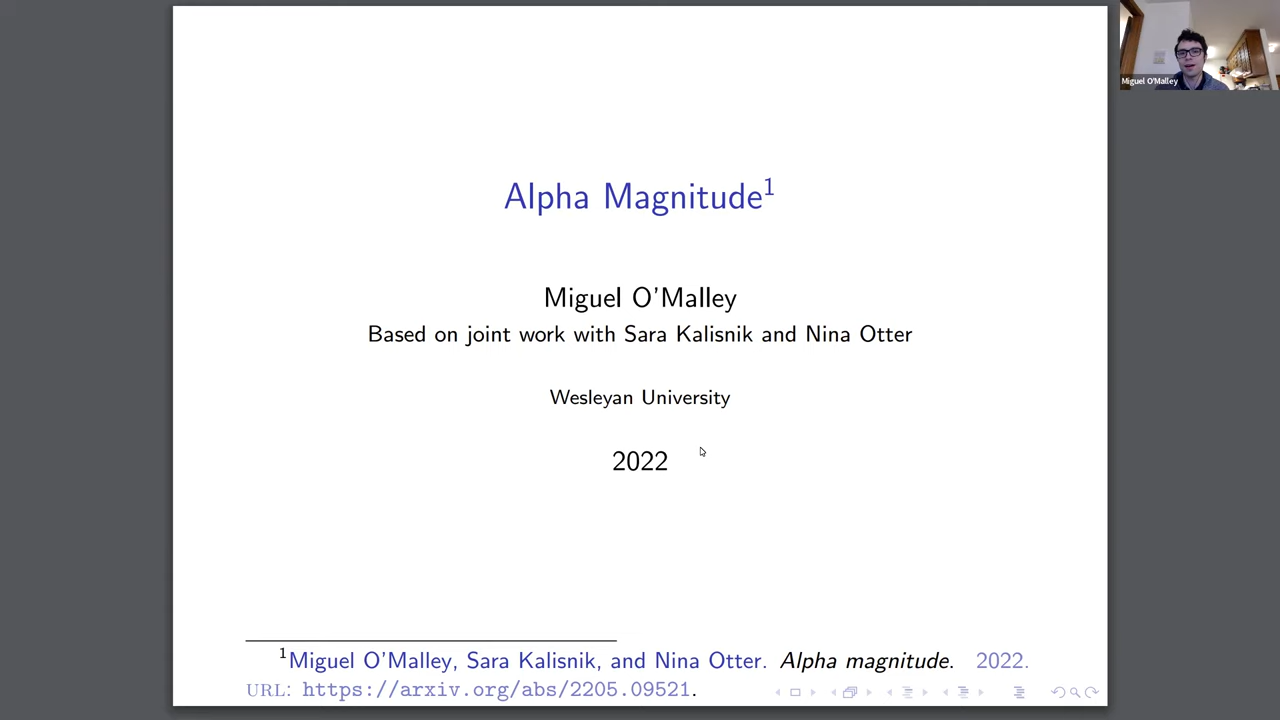 Alpha Magnitude¹
Miguel O'Malley
Based on joint work with Sara Kalisnik and Nina Otter
Wesleyan University
2022
¹Miguel O'Malley, Sara Kalisnik, and Nina Otter. Alpha magnitude. 2022.
URL: https://arxiv.org/abs/2205.09521.
Miguel O'Malley